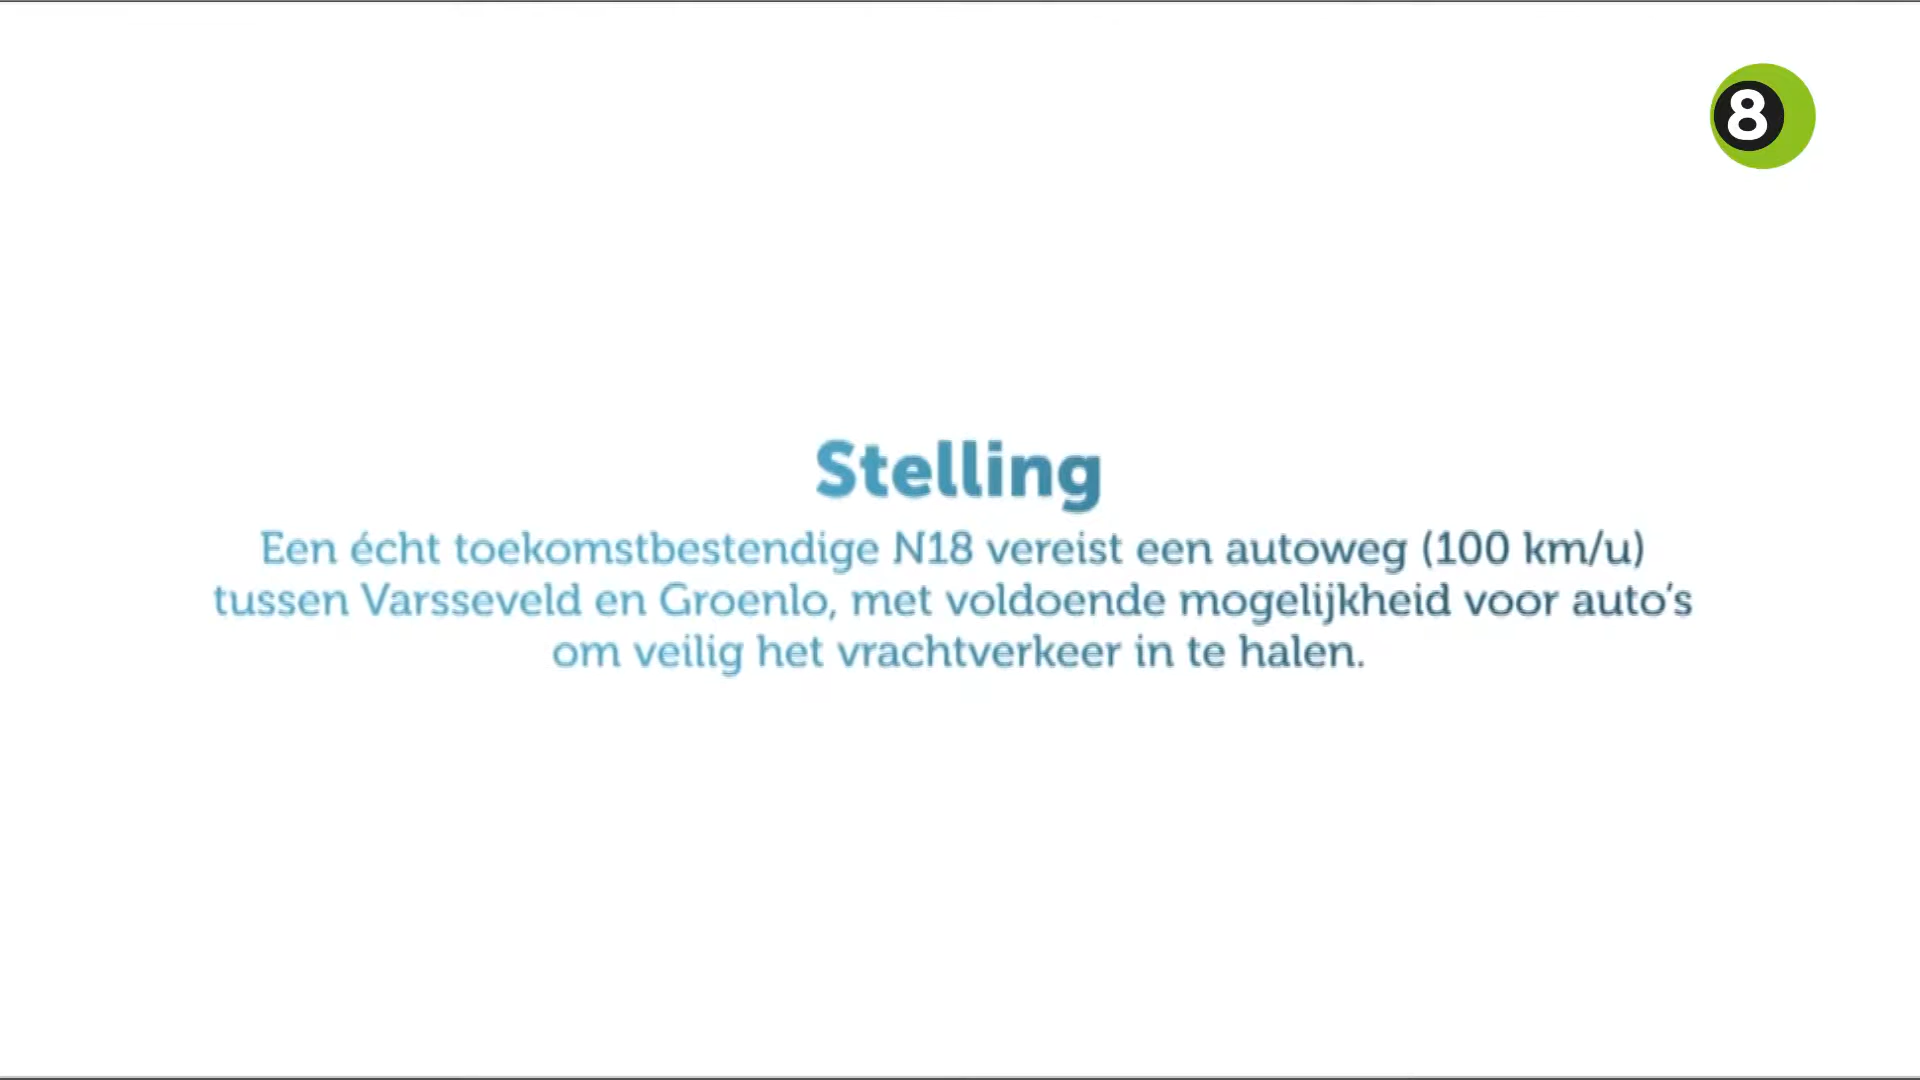 8
Stelling
Een écht toekomstbestendige N18 vereist een autoweg (100 km/u)
tussen Varsseveld en Groenlo, met voldoende mogelijkheid voor auto's
om veilig het vrachtverkeer in te halen.